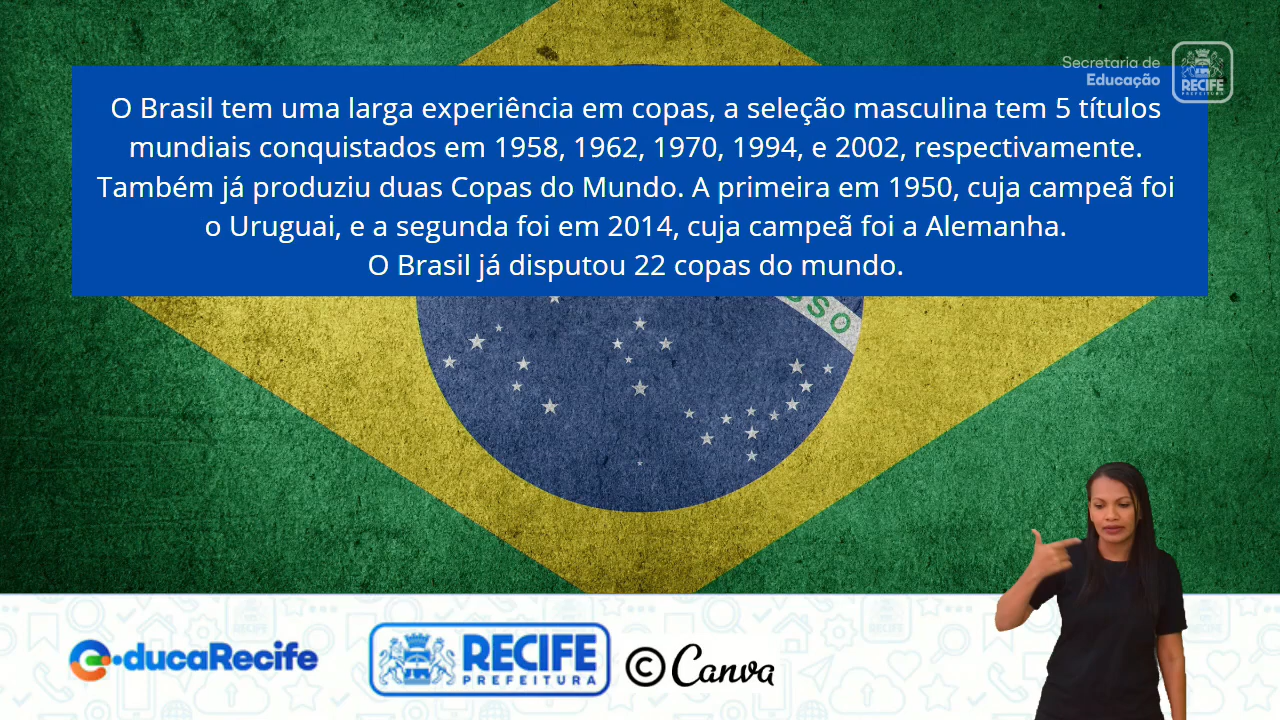 Secretaria de
Educação
RECIFE
PREFEITURA
O Brasil tem uma larga experiência em copas, a seleção masculina tem 5 títulos
mundiais conquistados em 1958, 1962, 1970, 1994, e 2002, respectivamente.
Também já produziu duas Copas do Mundo. A primeira em 1950, cuja campeã foi
o Uruguai, e a segunda foi em 2014, cuja campeã foi a Alemanha.
O Brasil já disputou 22 copas do mundo.
SSO
e·ducaRecife
RECIFE
PREFEITURA
© Canva